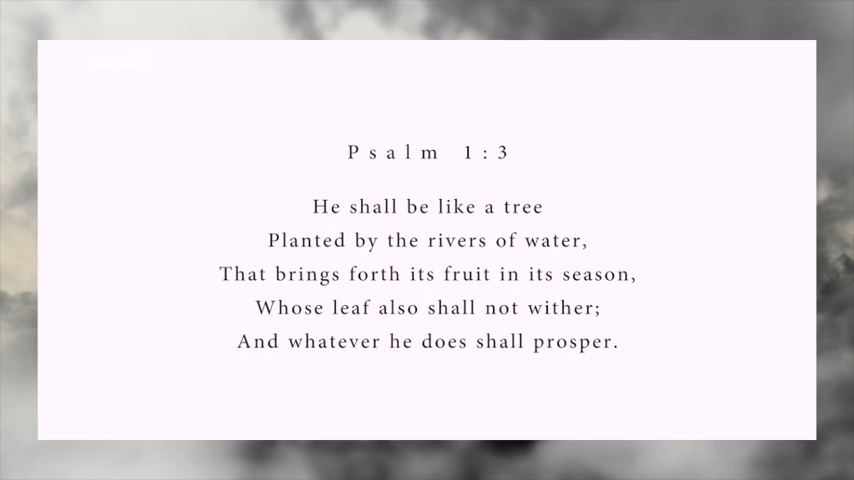 Psalm 1:3
He shall be like a tree
Planted by the rivers of water,
That brings forth its fruit in its season,
Whose leaf also shall not wither;
And whatever he does shall prosper.